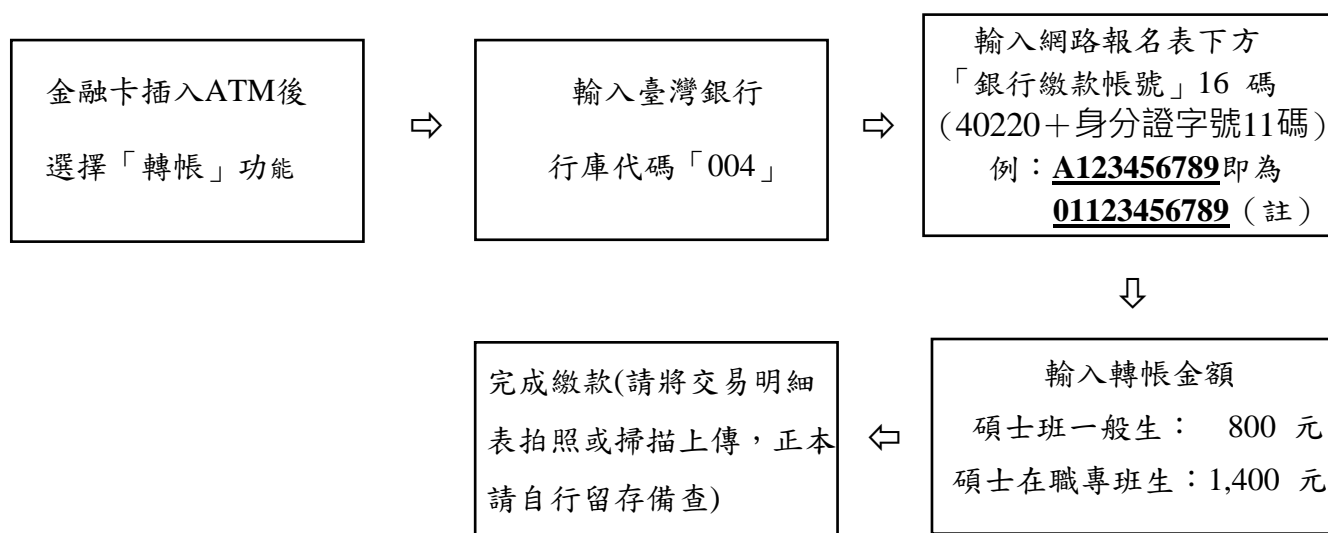 金融卡插入ATM後
選擇「轉帳」功能
輸入臺灣銀行
行庫代碼「004」
輸入網路報名表下方
「銀行繳款帳號」16 碼
(40220＋身分證字號11碼)
例：A123456789即為
01123456789（註）
輸入轉帳金額
碩士班一般生： 800 元
碩士在職專班生：1,400 元
完成繳款(請將交易明細
表拍照或掃描上傳，正本
請自行留存備查)